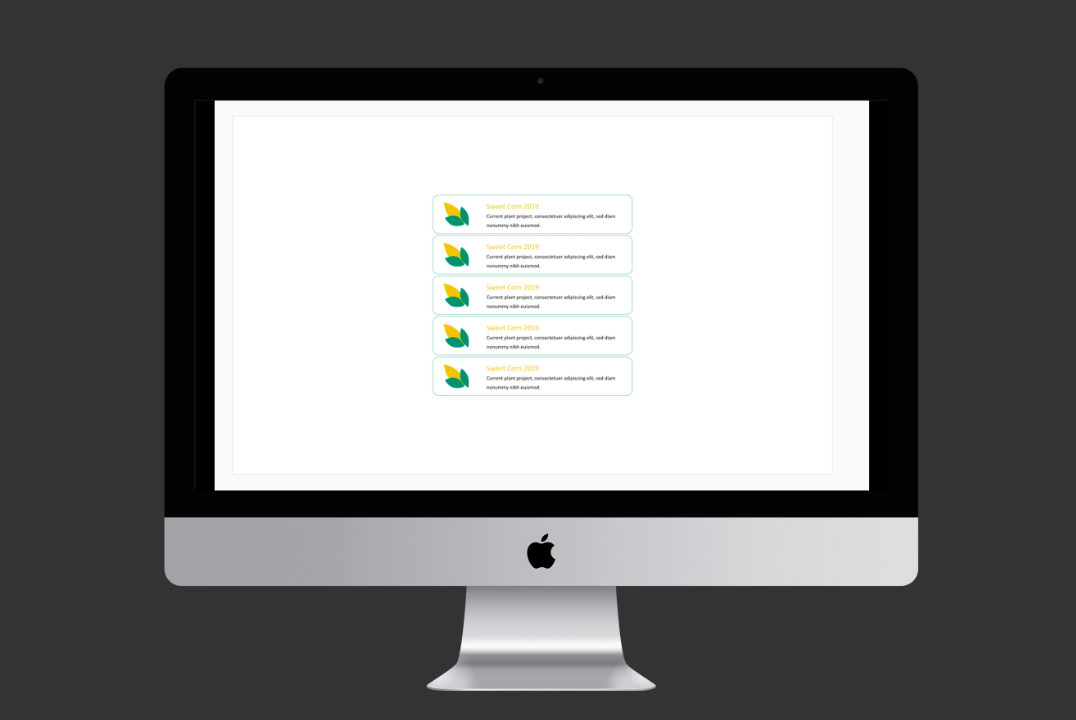 Sweet Corn 2019
Current plant project, consectetuer adipiscing elit, sed diam
nonummy nibh euismod.
Sweet Corn 2019
Current plant project, consectetuer adipiscing elit, sed diam
nonummy nibh euismod.
Sweet Corn 2019
Current plant project, consectetuer adipiscing elit, sed diam
nonummy nibh euismod.
Sweet Corn 2019
Current plant project, consectetuer adipiscing elit, sed diam
nonummy nibh euismod.
Sweet Corn 2019
Current plant project, consectetuer adipiscing elit, sed diam
nonummy nibh euismod.